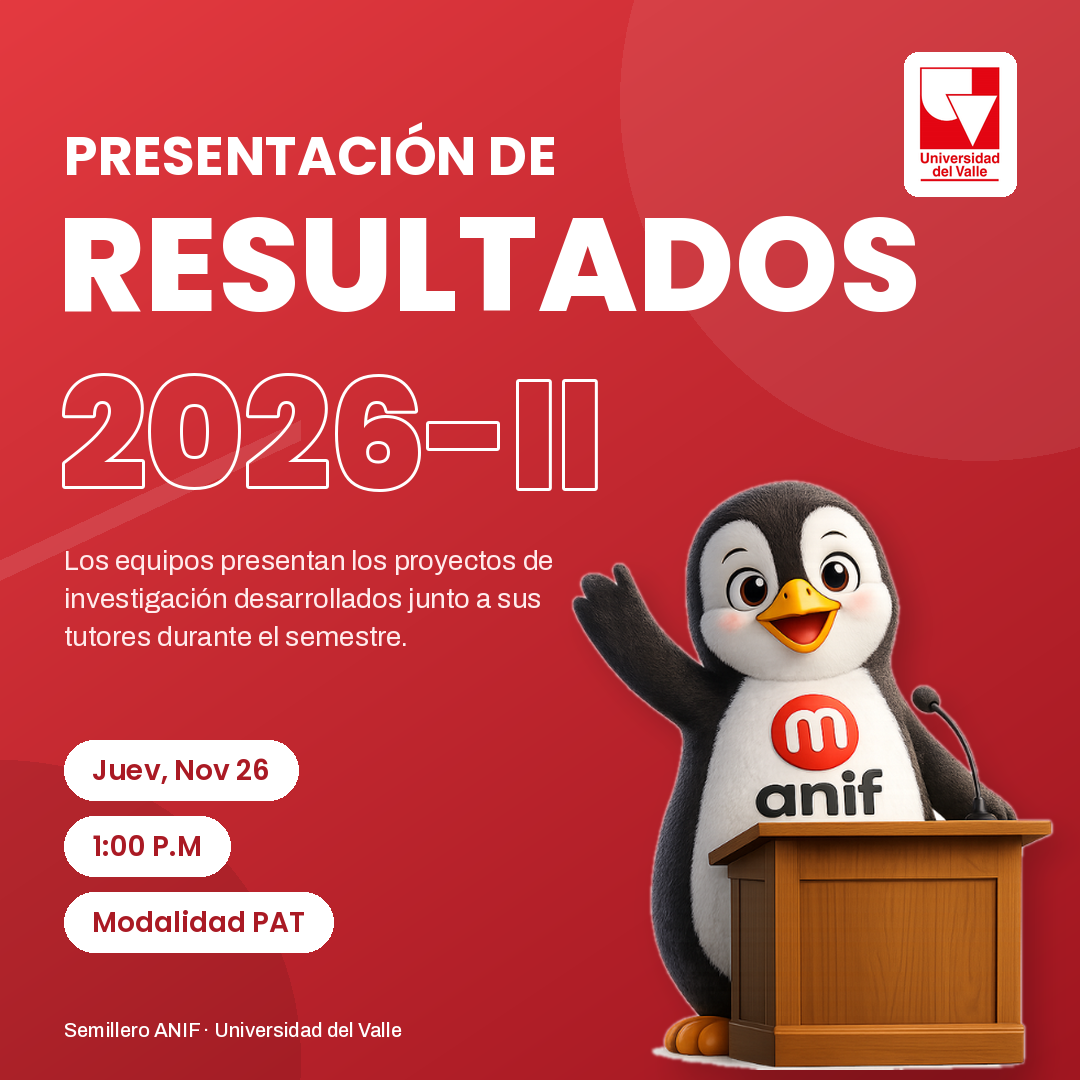 Universidad
del Valle
PRESENTACIÓN DE
RESULTADOS
2026-II
Los equipos presentan los proyectos de
investigación desarrollados junto a sus
tutores durante el semestre.
m
anif
Juev, Nov 26
1:00 P.M
Modalidad PAT
Semillero ANIF · Universidad del Valle